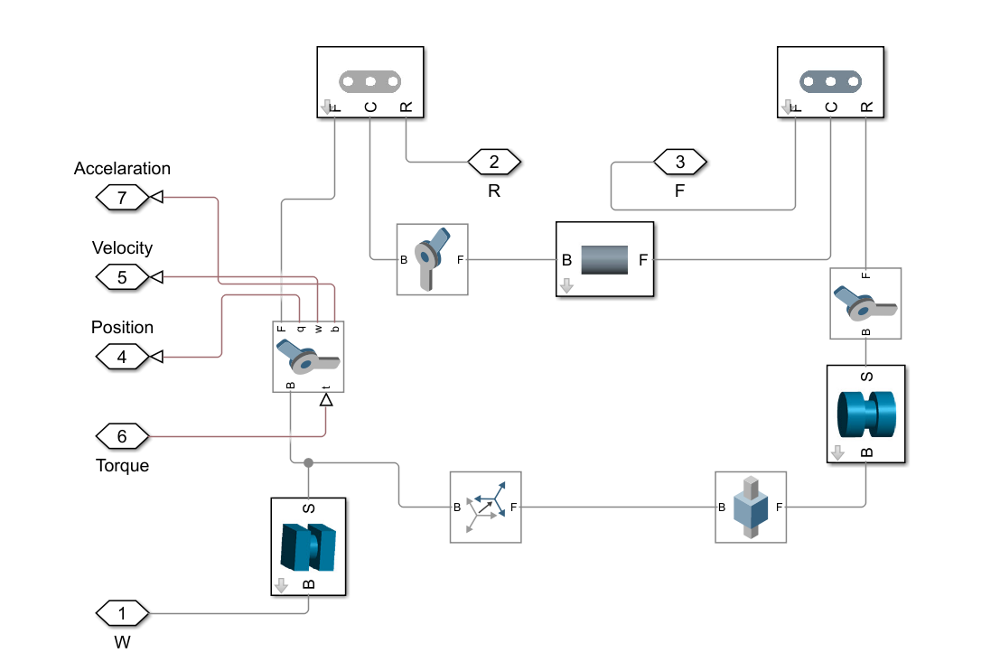 F C R
F C R
Accelaration
7
2
R
3
F
Velocity
5
B F
B F
F
Position
4
F q w b
B t
B
S
B
6
Torque
S
B
B F
B F
1
W